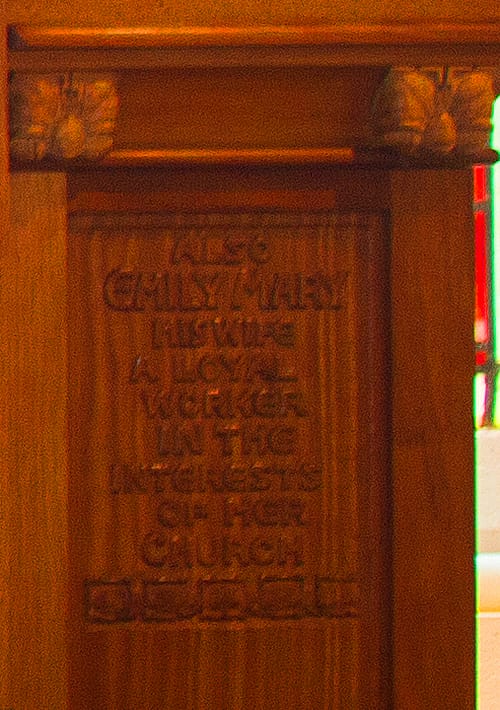 ALSO
EMILY MARY
HIS WIFE
A LOYAL
WORKER
IN THE
INTERESTS
OF HER
CHURCH